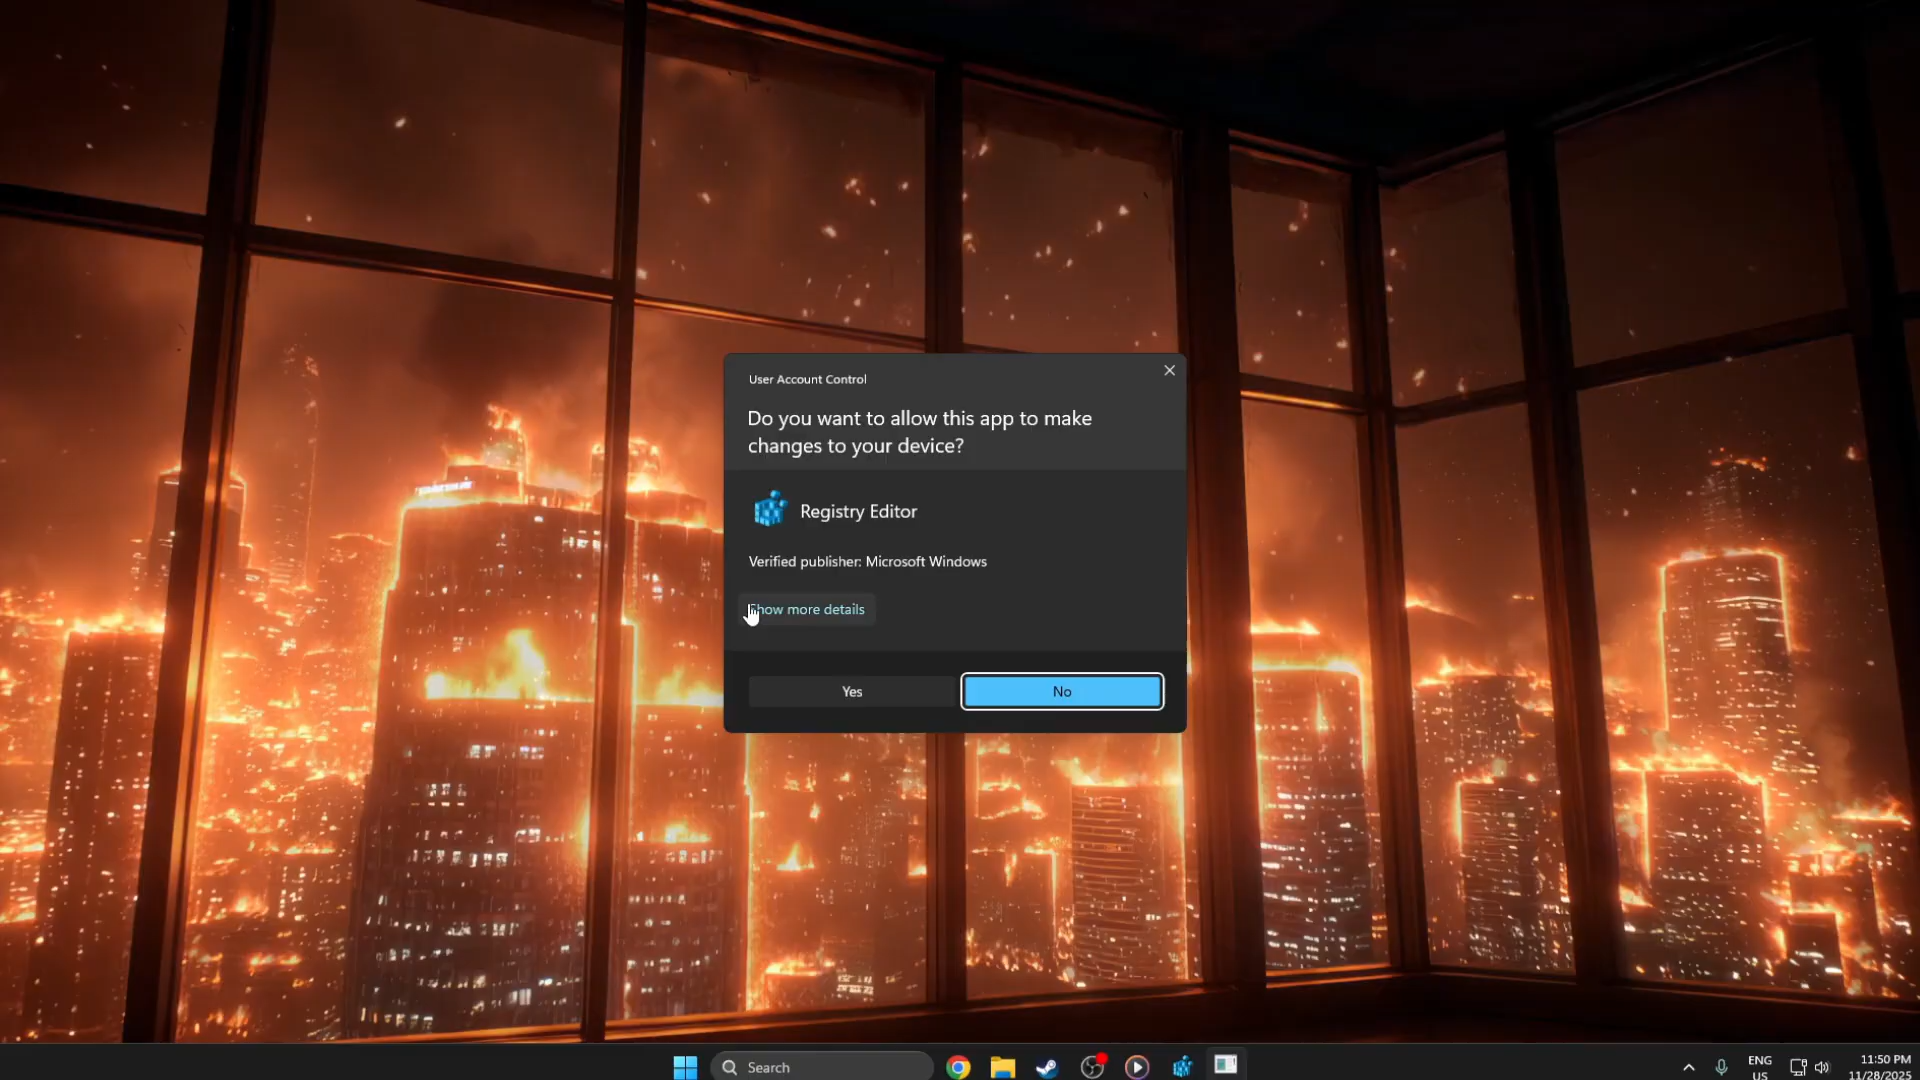 User Account Control
Do you want to allow this app to make
changes to your device?
Registry Editor
Verified publisher: Microsoft Windows
Show more details
Yes
No
Search
ENG
US
11:50 PM
11/28/2025